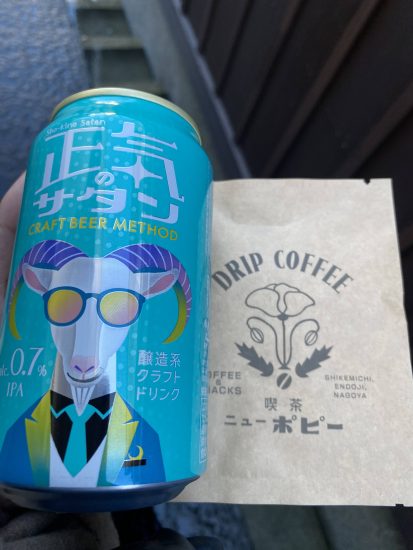 Sho-kino Satan
正気
の
サタン
CRAFT BEER METHOD
alc. 0.7%
IPA
醸造系
クラフト
ドリンク
DRIP COFFEE
COFFEE
&
SNACKS
SHIKEMICHI,
ENDOJI,
NAGOYA
喫茶
ニューポピー